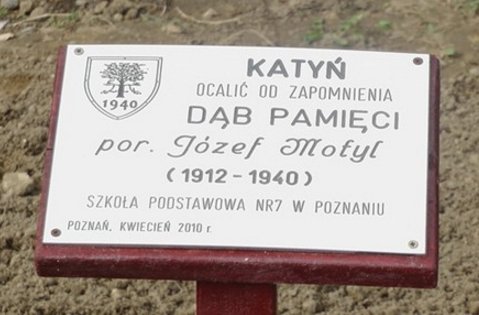 KATYŃ
OCALIĆ OD ZAPOMNIENIA
DĄB PAMIĘCI
por. Józef Motyl
(1912 - 1940)
SZKOŁA PODSTAWOWA NR7 W POZNANIU
POZNAŃ, KWIECIEŃ 2010 r.
1940